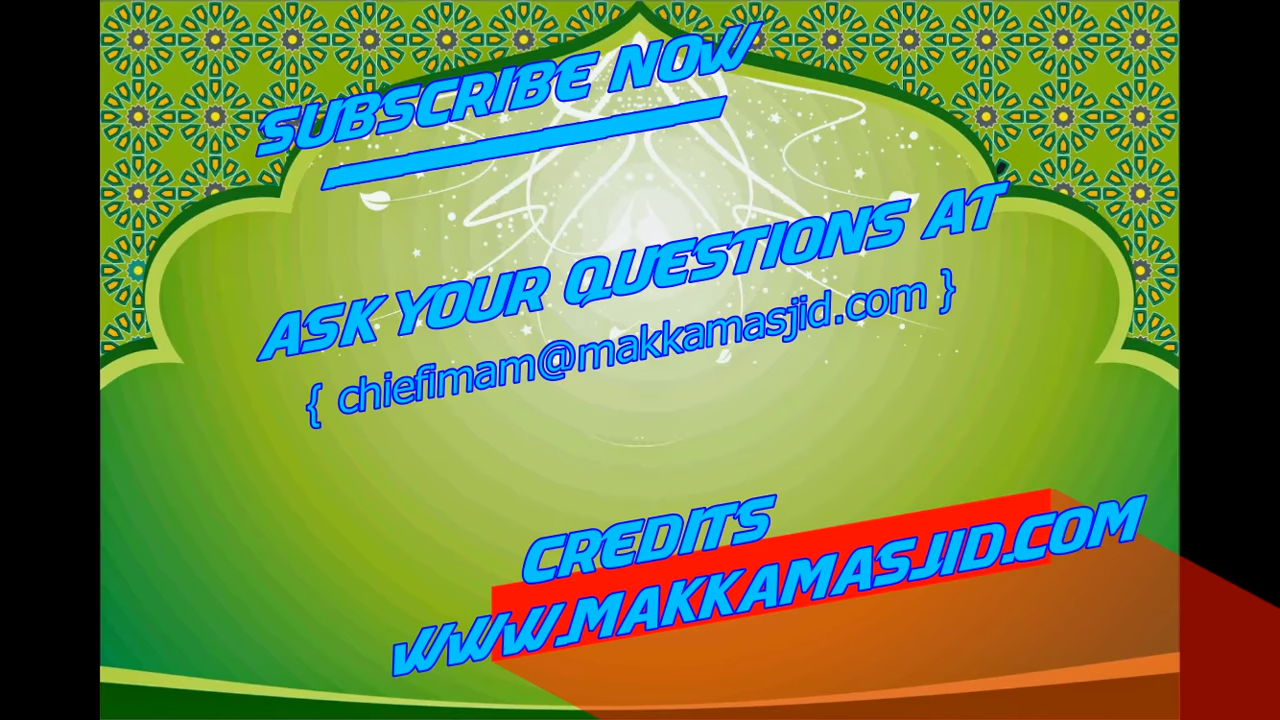 SUBSCRIBE NOW
ASK YOUR QUESTIONS AT
{ chiefimam@makkamasjid.com }
CREDITS
WWW.MAKKAMASJID.COM